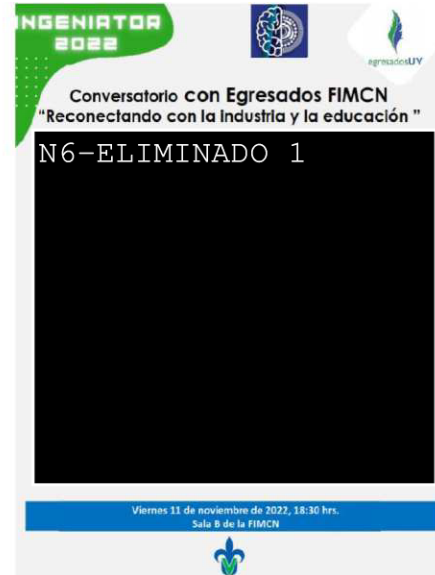 INGENIATOR
2022
egresadosUV
Conversatorio con Egresados FIMCN
"Reconectando con la industria y la educación "
N6-ELIMINADO 1
Viernes 11 de noviembre de 2022, 18:30 hrs.
Sala B de la FIMCN